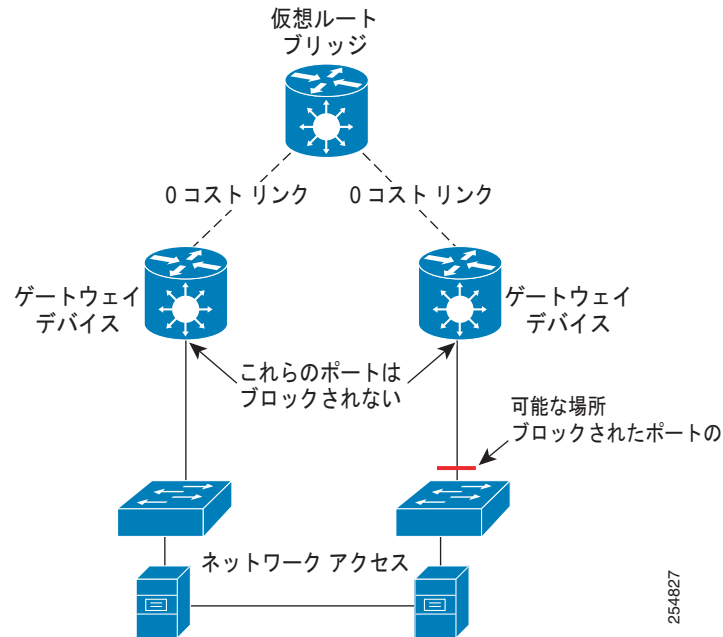 仮想ルート
ブリッジ
0 コスト リンク
0 コスト リンク
ゲートウェイ
デバイス
ゲートウェイ
デバイス
これらのポートは
ブロックされない
可能な場所
ブロックされたポートの
ネットワーク アクセス
254827